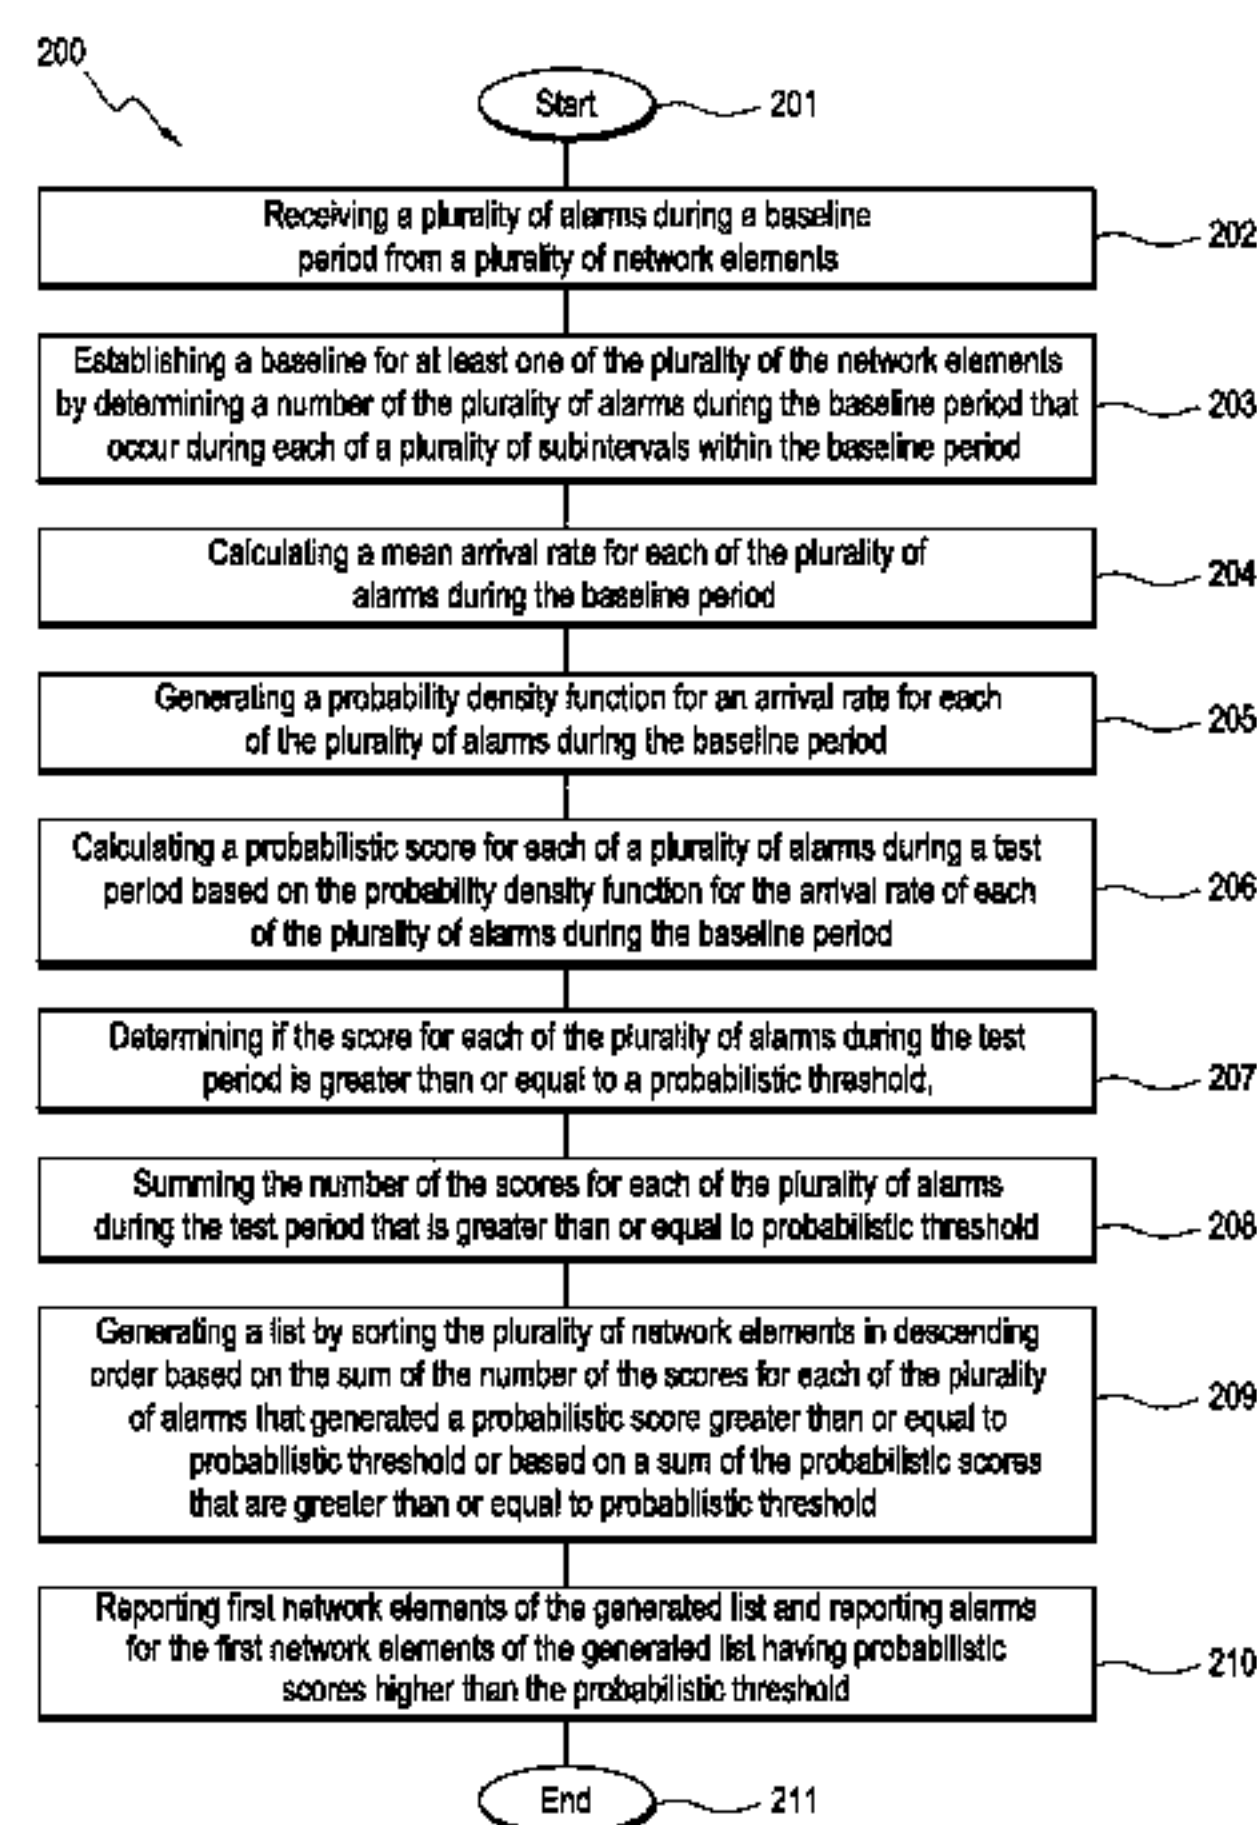 200
Start
201
Receiving a plurality of alarms during a baseline
period from a plurality of network elements
202
Establishing a baseline for at least one of the plurality of the network elements
by determining a number of the plurality of alarms during the baseline period that
occur during each of a plurality of subintervals within the baseline period
203
Calculating a mean arrival rate for each of the plurality of
alarms during the baseline period
204
Generating a probability density function for an arrival rate for each
of the plurality of alarms during the baseline period
205
Calculating a probabilistic score for each of a plurality of alarms during a test
period based on the probability density function for the arrival rate of each
of the plurality of alarms during the baseline period
206
Determining if the score for each of the plurality of alarms during the test
period is greater than or equal to a probabilistic threshold,
207
Summing the number of the scores for each of the plurality of alarms
during the test period that is greater than or equal to probabilistic threshold
208
Generating a list by sorting the plurality of network elements in descending
order based on the sum of the number of the scores for each of the plurality
of alarms that generated a probabilistic score greater than or equal to
probabilistic threshold or based on a sum of the probabilistic scores
that are greater than or equal to probabilistic threshold
209
Reporting first network elements of the generated list and reporting alarms
for the first network elements of the generated list having probabilistic
scores higher than the probabilistic threshold
210
End
211